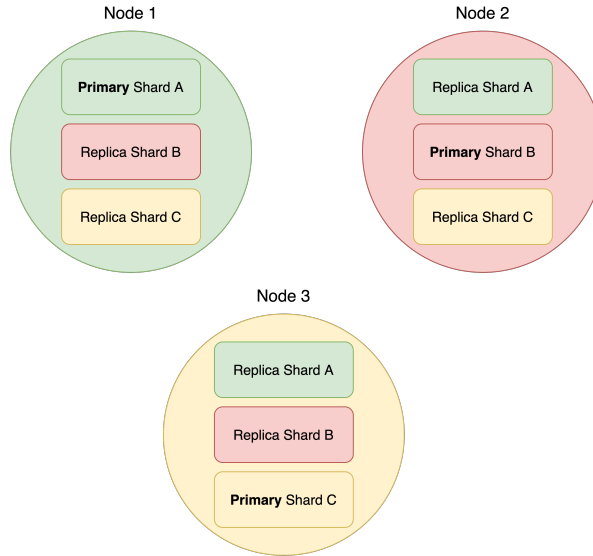 Node 1
Primary Shard A
Replica Shard B
Replica Shard C
Node 2
Replica Shard A
Primary Shard B
Replica Shard C
Node 3
Replica Shard A
Replica Shard B
Primary Shard C